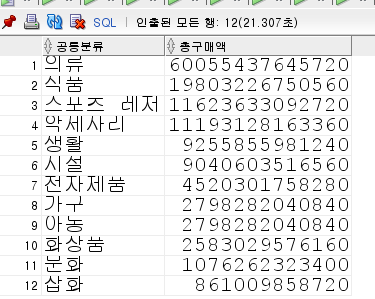 SQL | 인출된 모든 행: 12(21.307초)
공통분류 총구매액
1 의류 60055437645720
2 식품 19803226750560
3 스포츠 레저 11623633092720
4 악세사리 11193128163360
5 생활 9255855981240
6 시설 9040603516560
7 전자제품 4520301758280
8 가구 2798282040840
9 아동 2798282040840
10 화상품 2583029576160
11 문화 1076262323400
12 잡화 861009858720